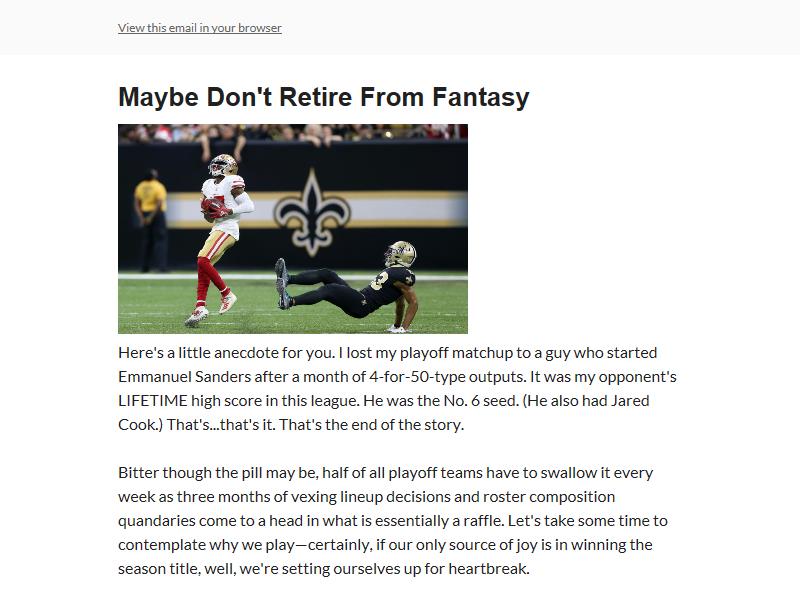 View this email in your browser
Maybe Don't Retire From Fantasy
Here's a little anecdote for you. I lost my playoff matchup to a guy who started
Emmanuel Sanders after a month of 4-for-50-type outputs. It was my opponent's
LIFETIME high score in this league. He was the No. 6 seed. (He also had Jared
Cook.) That's...that's it. That's the end of the story.
Bitter though the pill may be, half of all playoff teams have to swallow it every
week as three months of vexing lineup decisions and roster composition
quandaries come to a head in what is essentially a raffle. Let's take some time to
contemplate why we play—certainly, if our only source of joy is in winning the
season title, well, we're setting ourselves up for heartbreak.